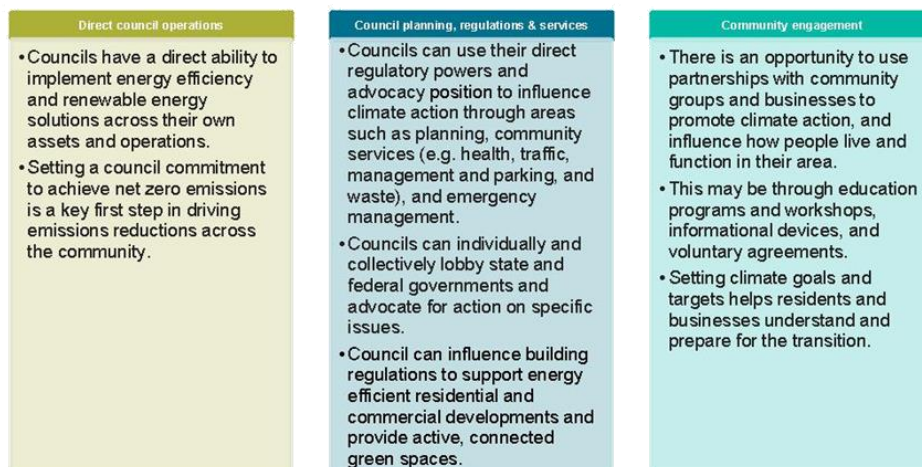 Direct council operations
• Councils have a direct ability to
implement energy efficiency
and renewable energy
solutions across their own
assets and operations.
• Setting a council commitment
to achieve net zero emissions
is a key first step in driving
emissions reductions across
the community.
Council planning, regulations & services
• Councils can use their direct
regulatory powers and
advocacy position to influence
climate action through areas
such as planning, community
services (e.g. health, traffic,
management and parking, and
waste), and emergency
management.
• Councils can individually and
collectively lobby state and
federal governments and
advocate for action on specific
issues.
• Council can influence building
regulations to support energy
efficient residential and
commercial developments and
provide active, connected
green spaces.
Community engagement
• There is an opportunity to use
partnerships with community
groups and businesses to
promote climate action, and
influence how people live and
function in their area.
• This may be through education
programs and workshops,
informational devices, and
voluntary agreements.
• Setting climate goals and
targets helps residents and
businesses understand and
prepare for the transition.